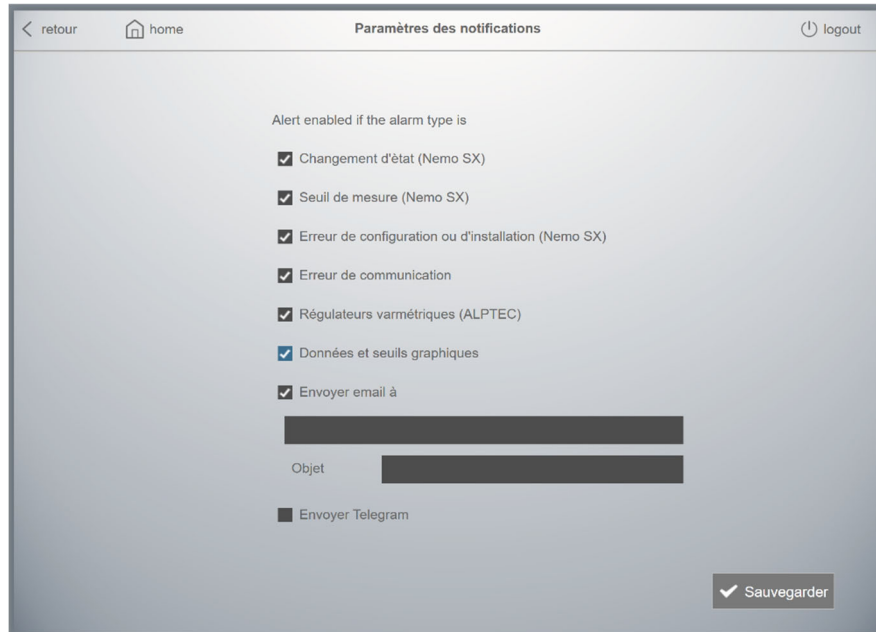 retour
home
Paramètres des notifications
logout
Alert enabled if the alarm type is
Changement d'ètat (Nemo SX)
Seuil de mesure (Nemo SX)
Erreur de configuration ou d'installation (Nemo SX)
Erreur de communication
Régulateurs varmétriques (ALPTEC)
Données et seuils graphiques
Envoyer email à
Objet
Envoyer Telegram
Sauvegarder